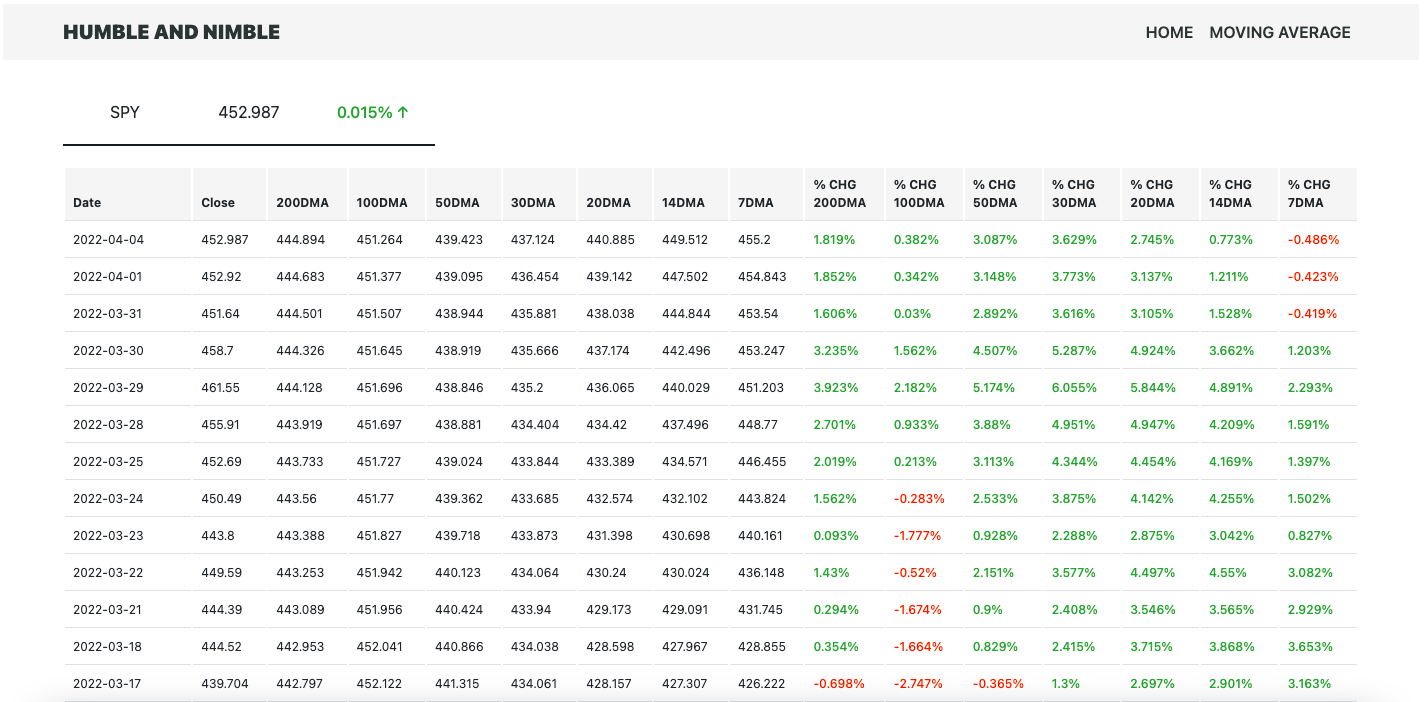 HUMBLE AND NIMBLE HOME MOVING AVERAGE
SPY 452.987 0.015% ↑
% CHG % CHG % CHG % CHG % CHG % CHG % CHG
Date Close 200DMA 100DMA 50DMA 30DMA 20DMA 14DMA 7DMA 200DMA 100DMA 50DMA 30DMA 20DMA 14DMA 7DMA
2022-04-04 452.987 444.894 451.264 439.423 437.124 440.885 449.512 455.2 1.819% 0.382% 3.087% 3.629% 2.745% 0.773% -0.486%
2022-04-01 452.92 444.683 451.377 439.095 436.454 439.142 447.502 454.843 1.852% 0.342% 3.148% 3.773% 3.137% 1.211% -0.423%
2022-03-31 451.64 444.501 451.507 438.944 435.881 438.038 444.844 453.54 1.606% 0.03% 2.892% 3.616% 3.105% 1.528% -0.419%
2022-03-30 458.7 444.326 451.645 438.919 435.666 437.174 442.496 453.247 3.235% 1.562% 4.507% 5.287% 4.924% 3.662% 1.203%
2022-03-29 461.55 444.128 451.696 438.846 435.2 436.065 440.029 451.203 3.923% 2.182% 5.174% 6.055% 5.844% 4.891% 2.293%
2022-03-28 455.91 443.919 451.697 438.881 434.404 434.42 437.496 448.77 2.701% 0.933% 3.88% 4.951% 4.947% 4.209% 1.591%
2022-03-25 452.69 443.733 451.727 439.024 433.844 433.389 434.571 446.455 2.019% 0.213% 3.113% 4.344% 4.454% 4.169% 1.397%
2022-03-24 450.49 443.56 451.77 439.362 433.685 432.574 432.102 443.824 1.562% -0.283% 2.533% 3.875% 4.142% 4.255% 1.502%
2022-03-23 443.8 443.388 451.827 439.718 433.873 431.398 430.698 440.161 0.093% -1.777% 0.928% 2.288% 2.875% 3.042% 0.827%
2022-03-22 449.59 443.253 451.942 440.123 434.064 430.24 430.024 436.148 1.43% -0.52% 2.151% 3.577% 4.497% 4.55% 3.082%
2022-03-21 444.39 443.089 451.956 440.424 433.94 429.173 429.091 431.745 0.294% -1.674% 0.9% 2.408% 3.546% 3.565% 2.929%
2022-03-18 444.52 442.953 452.041 440.866 434.038 428.598 427.967 428.855 0.354% -1.664% 0.829% 2.415% 3.715% 3.868% 3.653%
2022-03-17 439.704 442.797 452.122 441.315 434.061 428.157 427.307 426.222 -0.698% -2.747% -0.365% 1.3% 2.697% 2.901% 3.163%